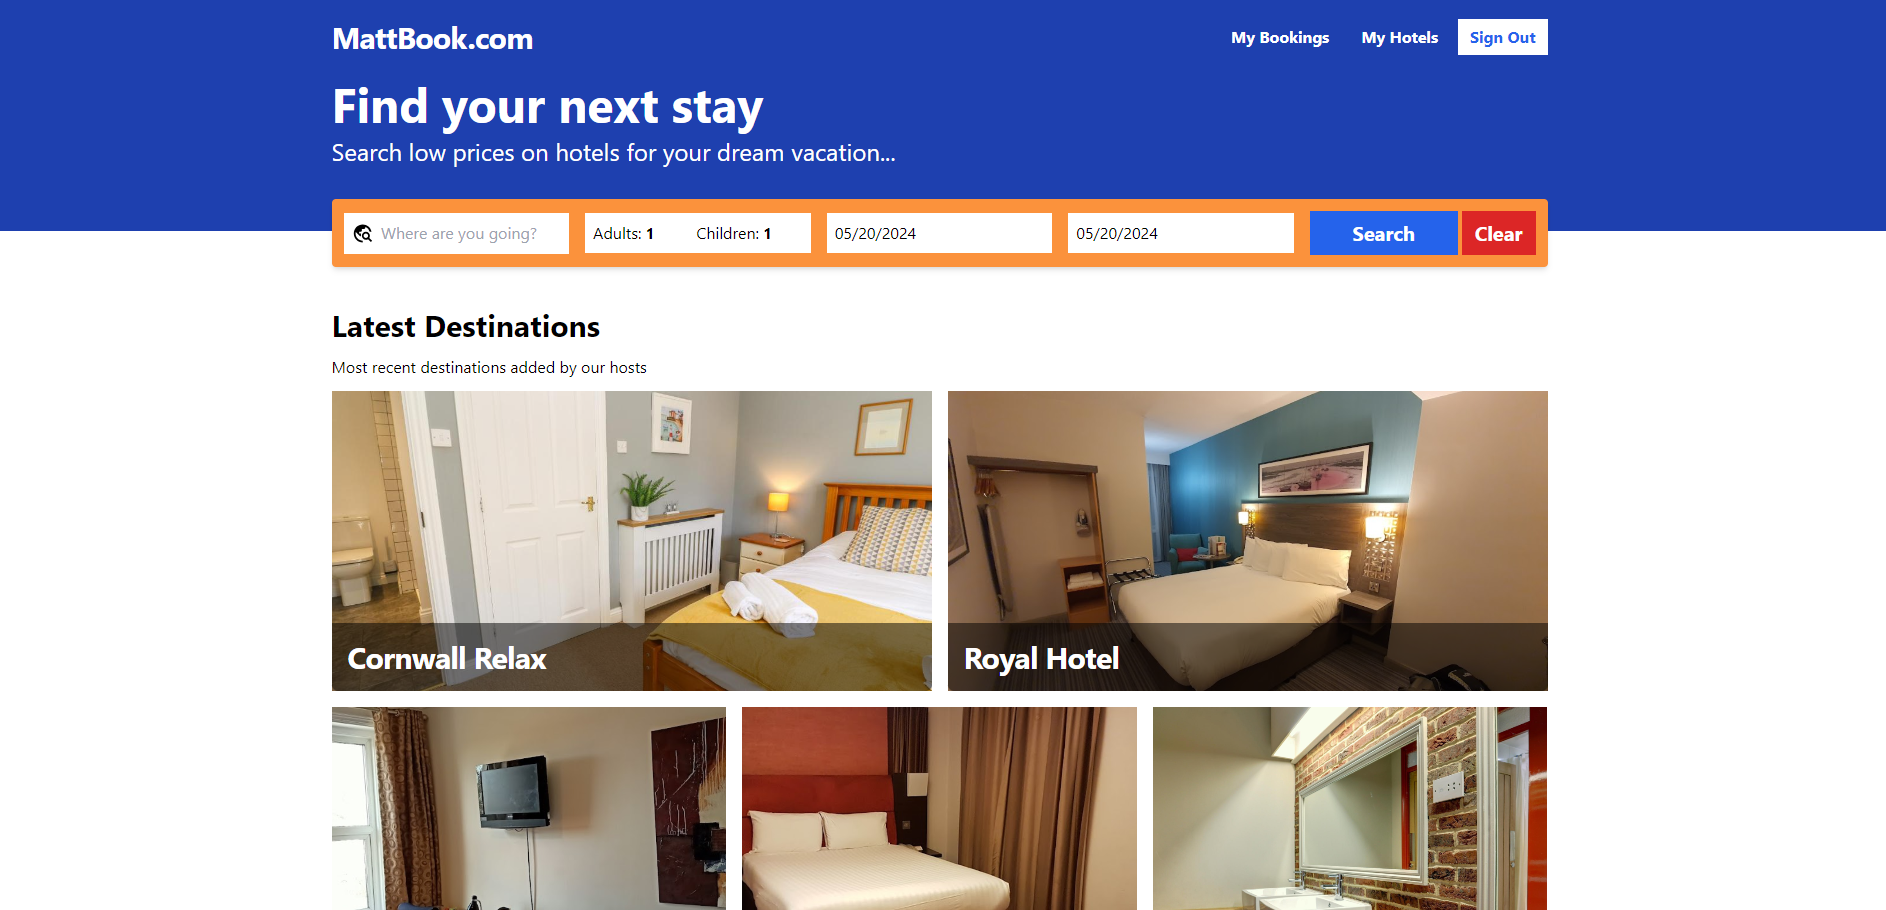 MattBook.com
My Bookings
My Hotels
Sign Out
Find your next stay
Search low prices on hotels for your dream vacation...
Where are you going?
Adults: 1
Children: 1
05/20/2024
05/20/2024
Search
Clear
Latest Destinations
Most recent destinations added by our hosts
Cornwall Relax
Royal Hotel